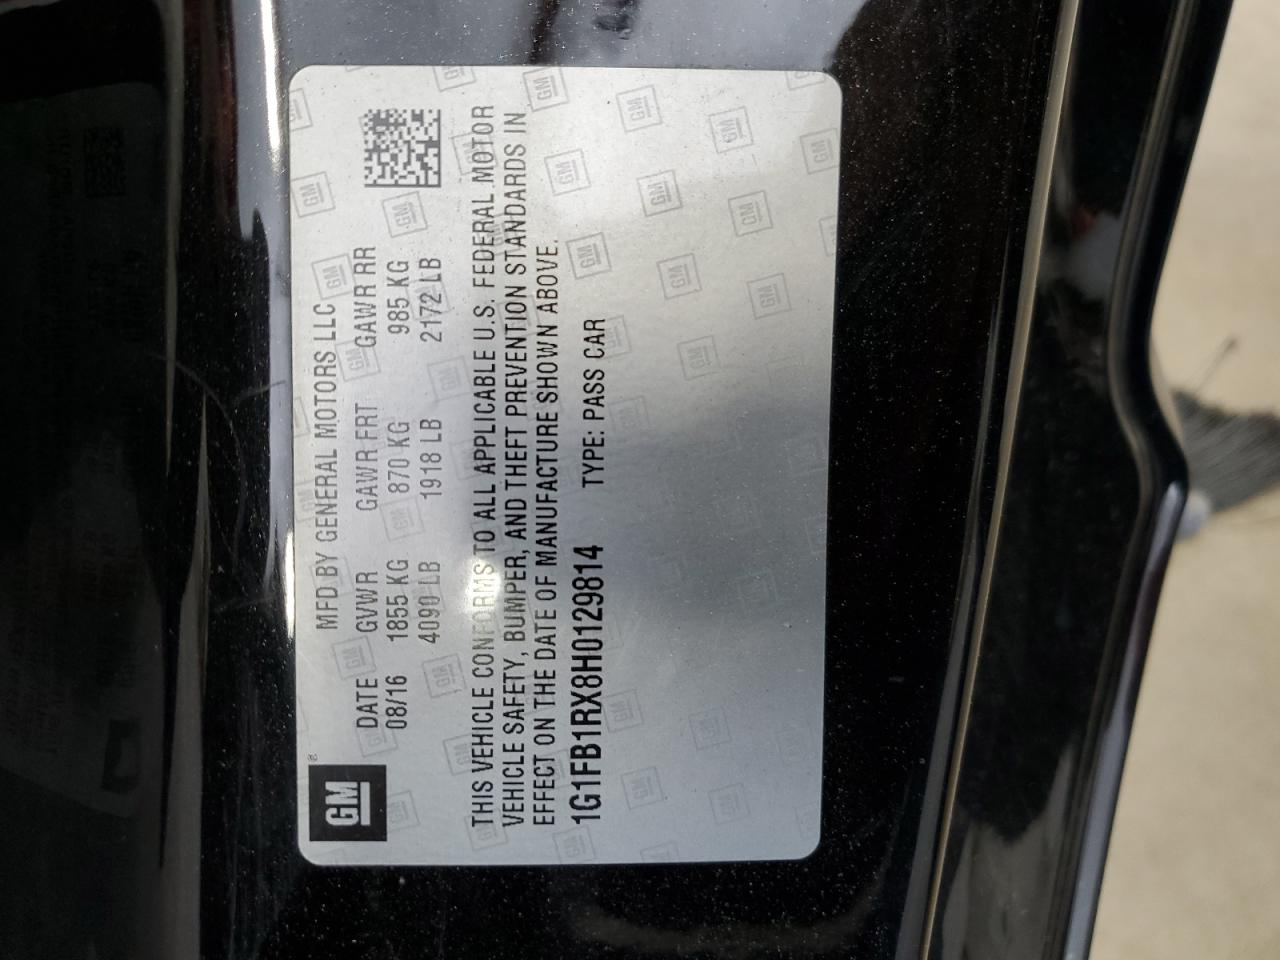 GM
MFD BY GENERAL MOTORS LLC
DATE GVWR GAWR FRT GAWR RR
08/16 1855 KG 870 KG 985 KG
4090 LB 1918 LB 2172 LB
THIS VEHICLE CONFORMS TO ALL APPLICABLE U.S. FEDERAL MOTOR
VEHICLE SAFETY, BUMPER, AND THEFT PREVENTION STANDARDS IN
EFFECT ON THE DATE OF MANUFACTURE SHOWN ABOVE.
1G1FB1RX8H0129814 TYPE: PASS CAR